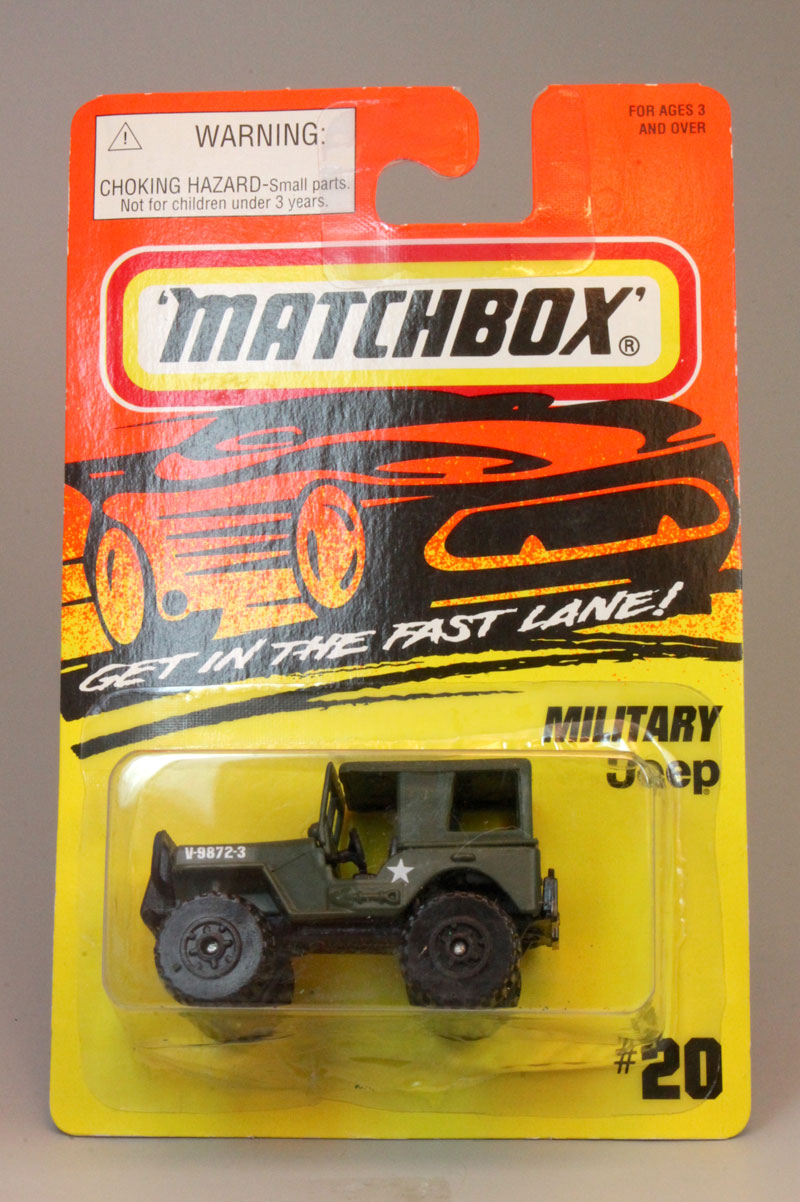 WARNING:
CHOKING HAZARD-Small parts.
Not for children under 3 years.
FOR AGES 3
AND OVER
'MATCHBOX'®
GET IN THE FAST LANE!
MILITARY
Jeep®
V-9872-3
#20